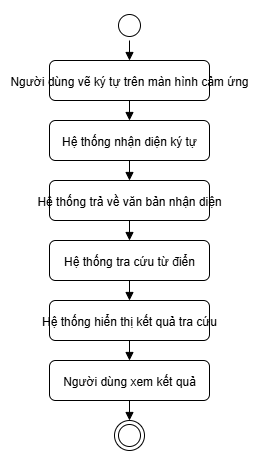 Người dùng vẽ ký tự trên màn hình cảm ứng
Hệ thống nhận diện ký tự
Hệ thống trả về văn bản nhận diện
Hệ thống tra cứu từ điển
Hệ thống hiển thị kết quả tra cứu
Người dùng xem kết quả